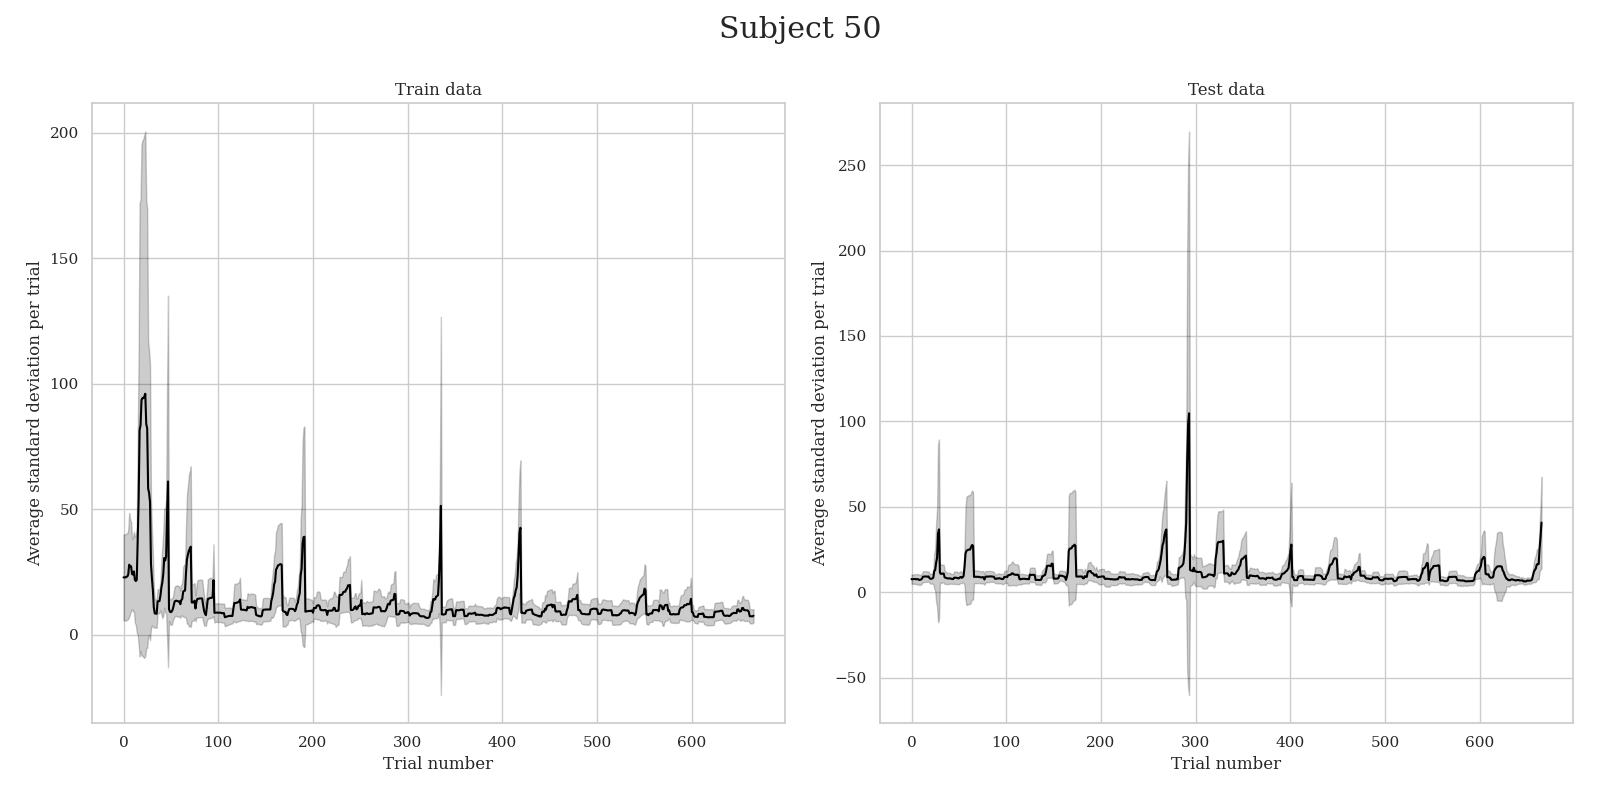 Subject 50
Train data
Average standard deviation per trial
200
150
100
50
0
0 100 200 300 400 500 600
Trial number
Test data
Average standard deviation per trial
250
200
150
100
50
0
−50
0 100 200 300 400 500 600
Trial number